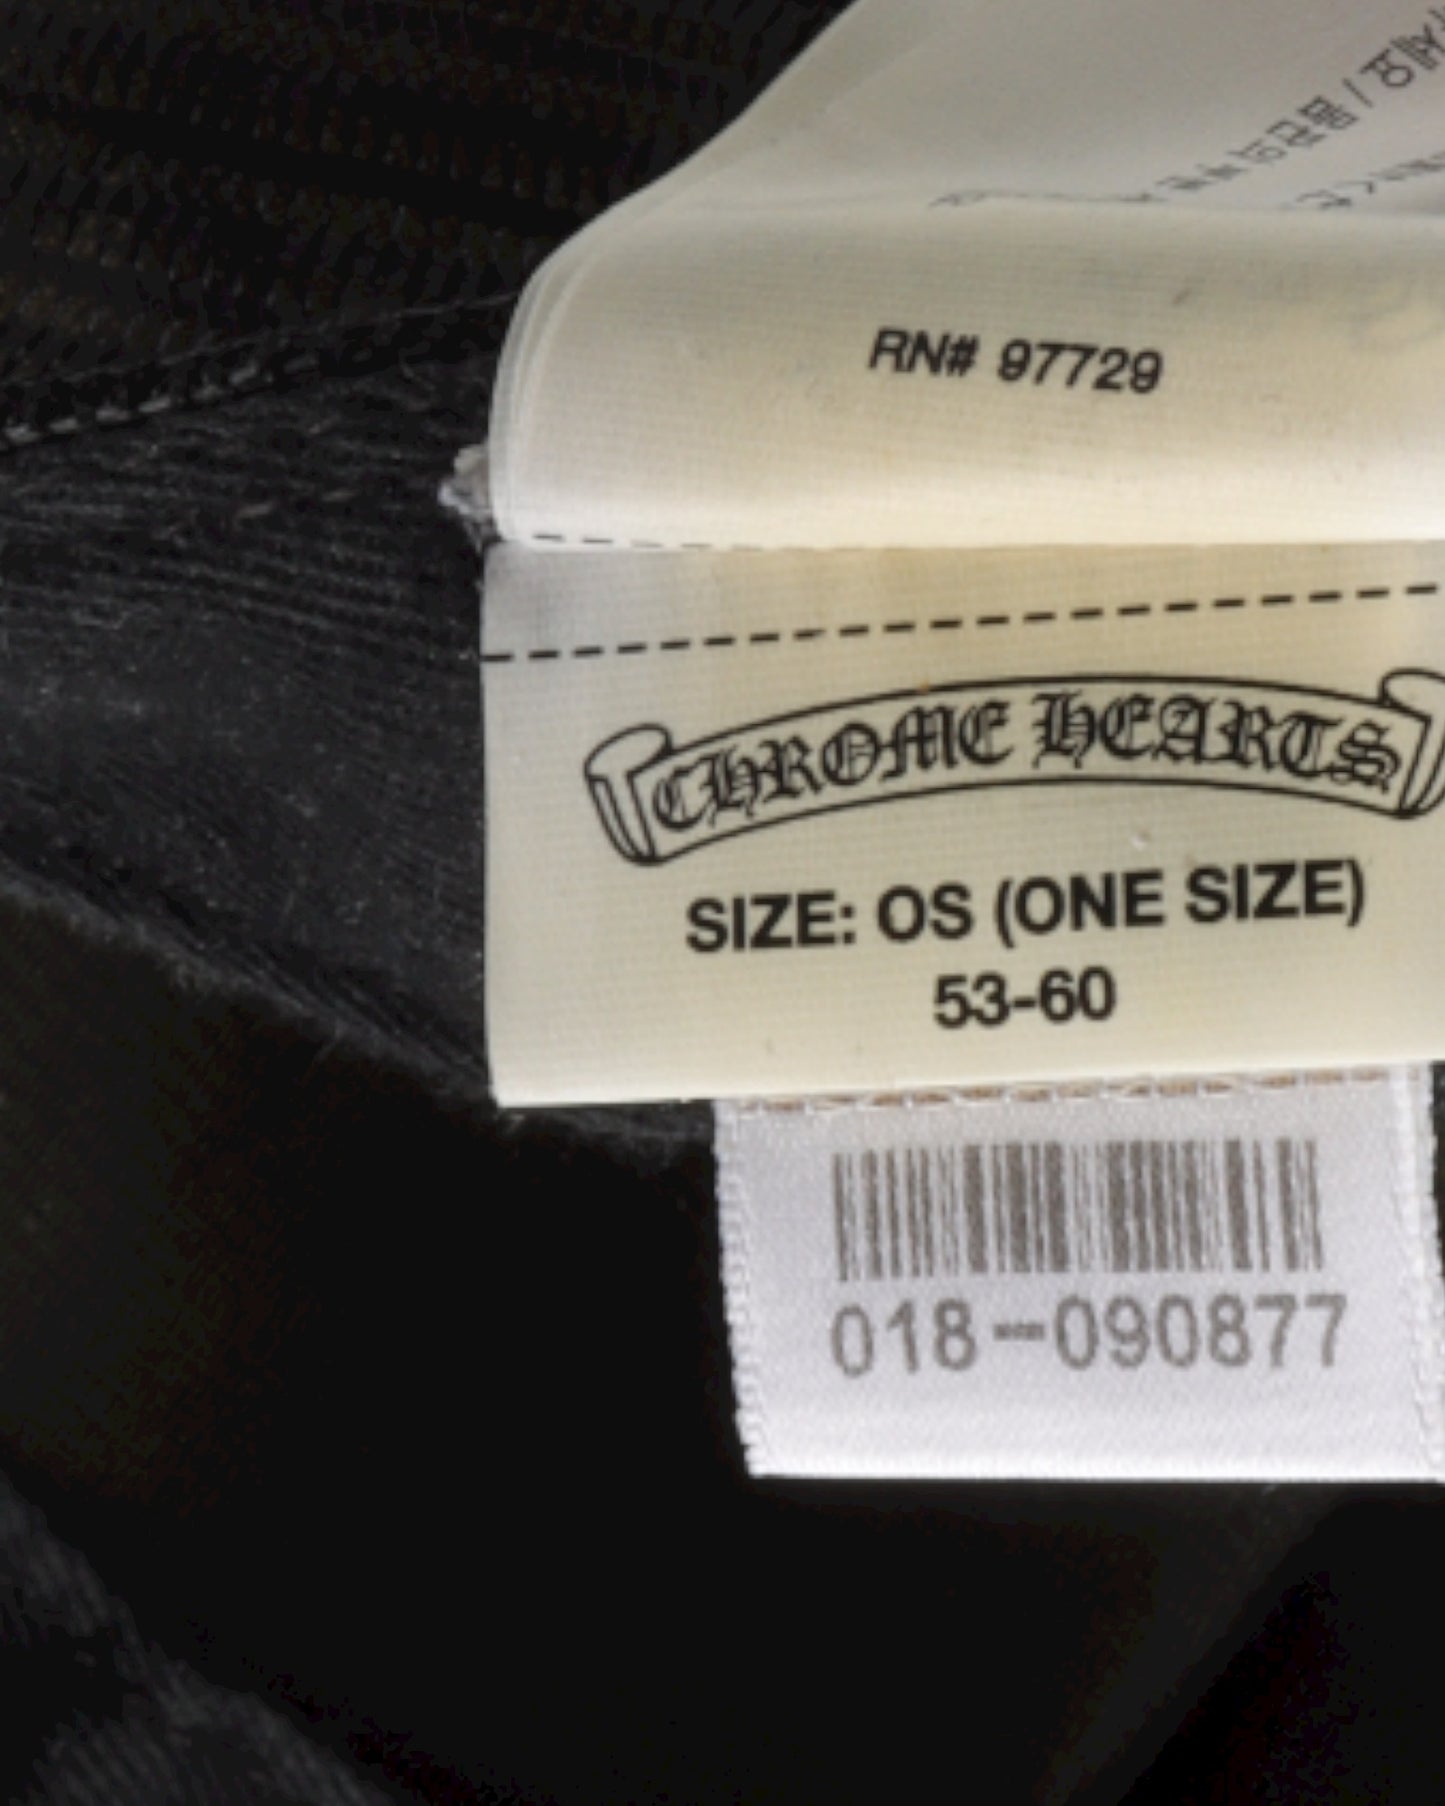 RN# 97729
CHROME HEARTS
SIZE: OS (ONE SIZE)
53-60
018-090877